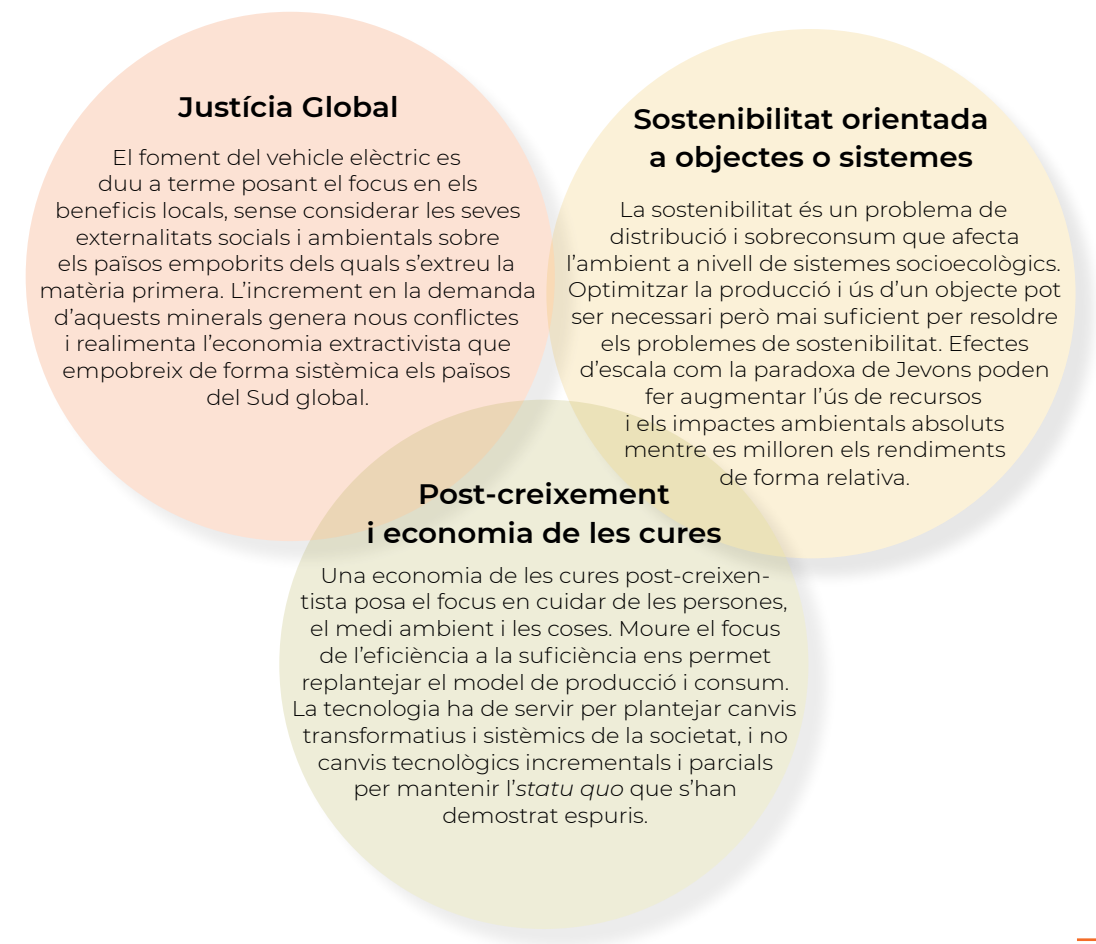 Justícia Global
El foment del vehicle elèctric es
duu a terme posant el focus en els
beneficis locals, sense considerar les seves
externalitats socials i ambientals sobre
els països empobrits dels quals s’extreu la
matèria primera. L’increment en la demanda
d’aquests minerals genera nous conflictes
i realimenta l’economia extractivista que
empobreix de forma sistèmica els països
del Sud global.
Sostenibilitat orientada
a objectes o sistemes
La sostenibilitat és un problema de
distribució i sobreconsum que afecta
l’ambient a nivell de sistemes socioecològics.
Optimitzar la producció i ús d’un objecte pot
ser necessari però mai suficient per resoldre
els problemes de sostenibilitat. Efectes
d’escala com la paradoxa de Jevons poden
fer augmentar l’ús de recursos
i els impactes ambientals absoluts
mentre es milloren els rendiments
de forma relativa.
Post-creixement
i economia de les cures
Una economia de les cures post-creixen-
tista posa el focus en cuidar de les persones,
el medi ambient i les coses. Moure el focus
de l’eficiència a la suficiència ens permet
replantejar el model de producció i consum.
La tecnologia ha de servir per plantejar canvis
transformatius i sistèmics de la societat, i no
canvis tecnològics incrementals i parcials
per mantenir l’statu quo que s’han
demostrat espuris.